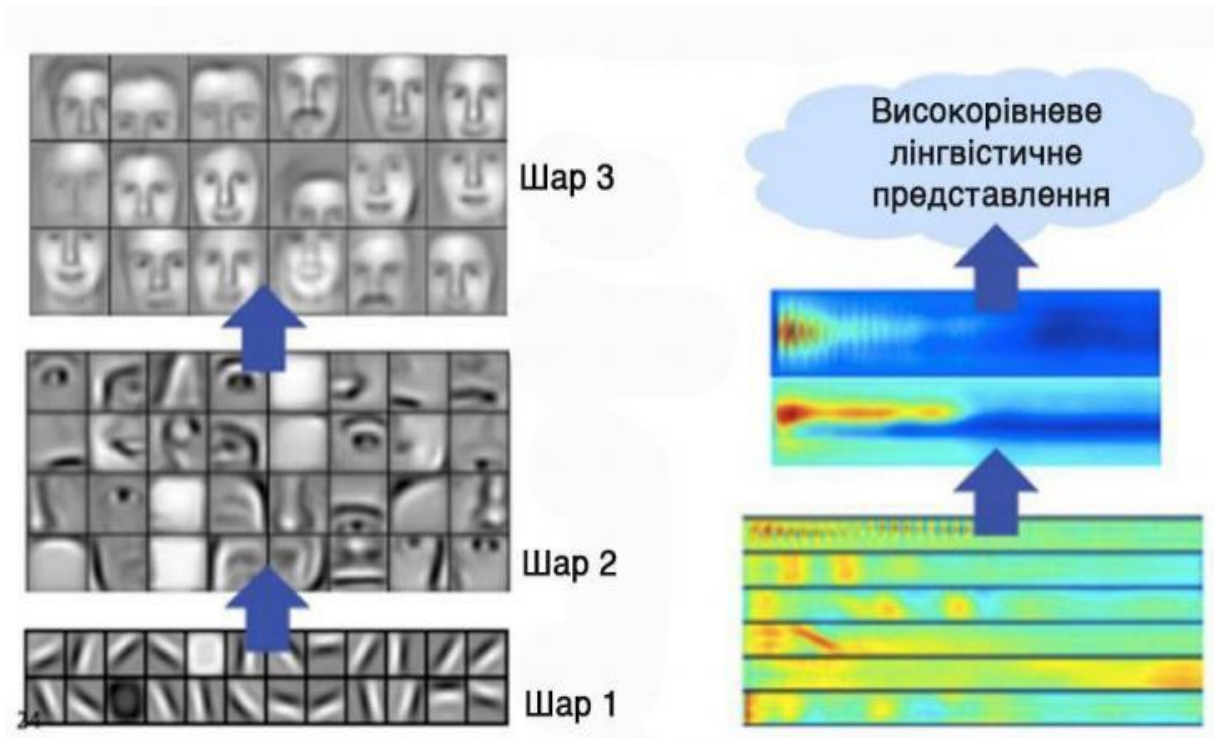 Шар 3
Високорівневе
лінгвістичне
представлення
Шар 2
Шар 1